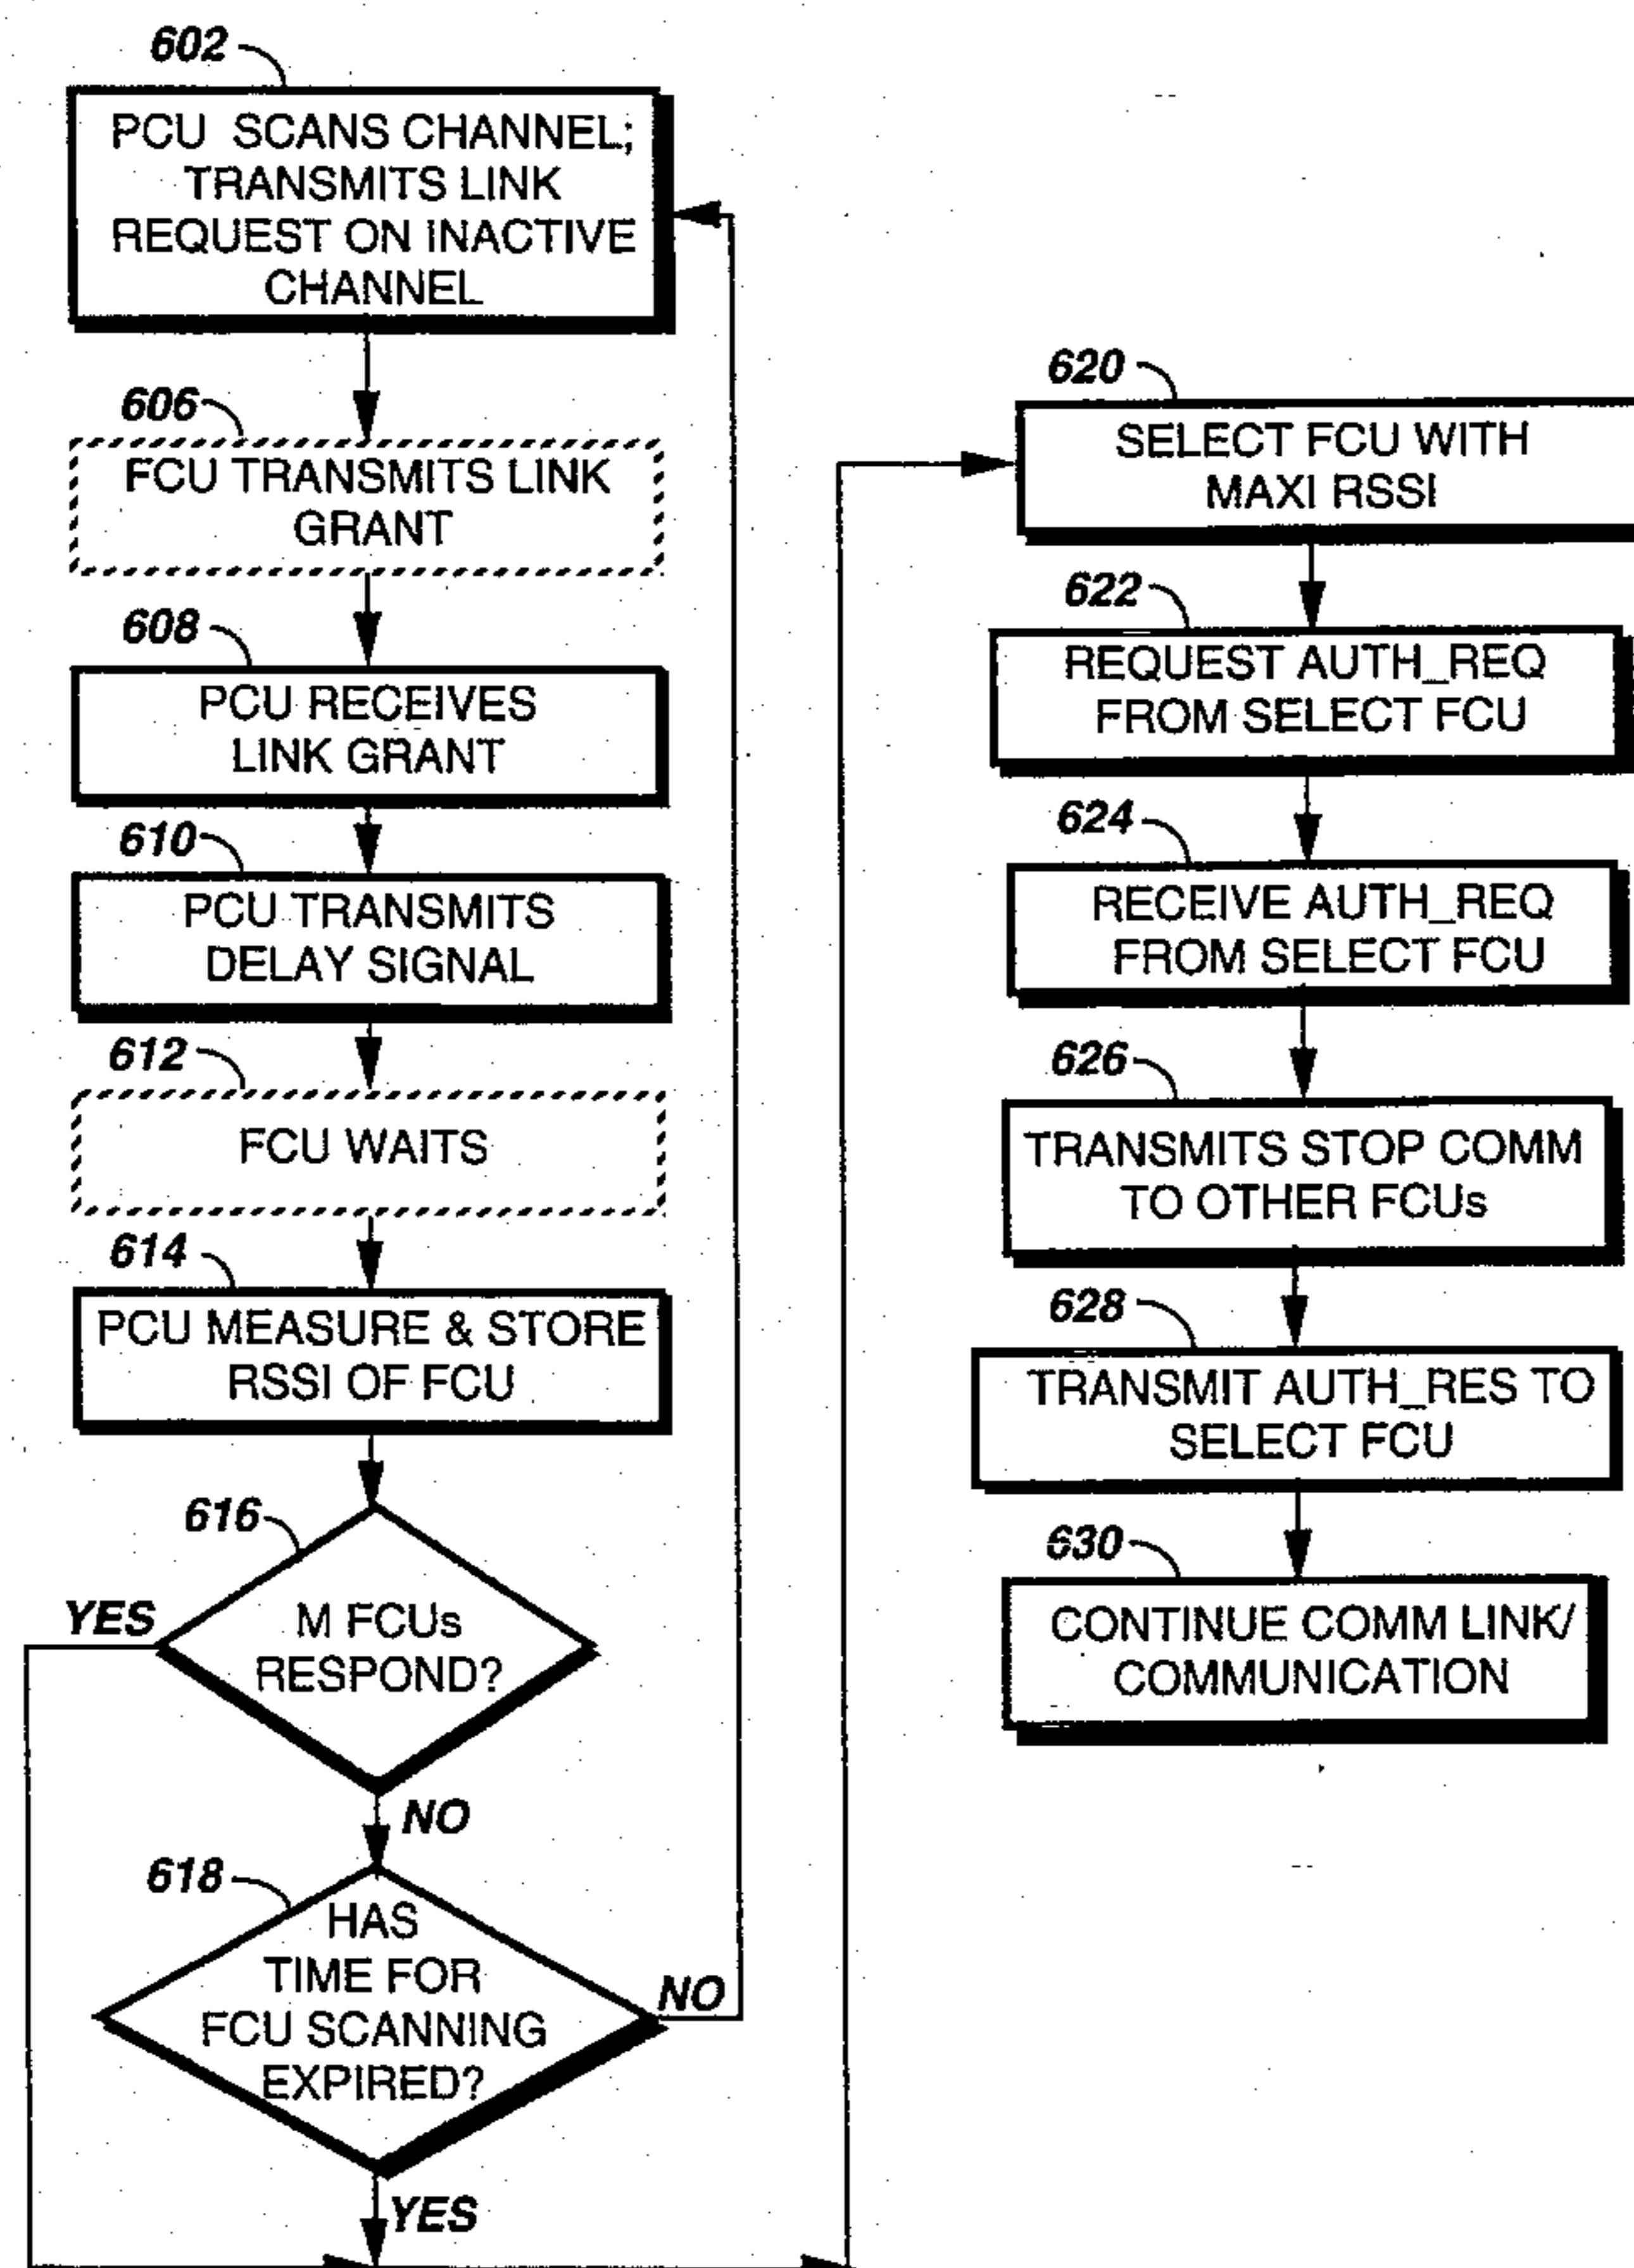 602
PCU SCANS CHANNEL;
TRANSMITS LINK
REQUEST ON INACTIVE
CHANNEL
606
FCU TRANSMITS LINK
GRANT
608
PCU RECEIVES
LINK GRANT
610
PCU TRANSMITS
DELAY SIGNAL
612
FCU WAITS
614
PCU MEASURE & STORE
RSSI OF FCU
616
YES
M FCUs
RESPOND?
NO
618
HAS
TIME FOR
FCU SCANNING
EXPIRED?
NO
YES
620
SELECT FCU WITH
MAXI RSSI
622
REQUEST AUTH_REQ
FROM SELECT FCU
624
RECEIVE AUTH_REQ
FROM SELECT FCU
626
TRANSMITS STOP COMM
TO OTHER FCUs
628
TRANSMIT AUTH_RES TO
SELECT FCU
630
CONTINUE COMM LINK/
COMMUNICATION